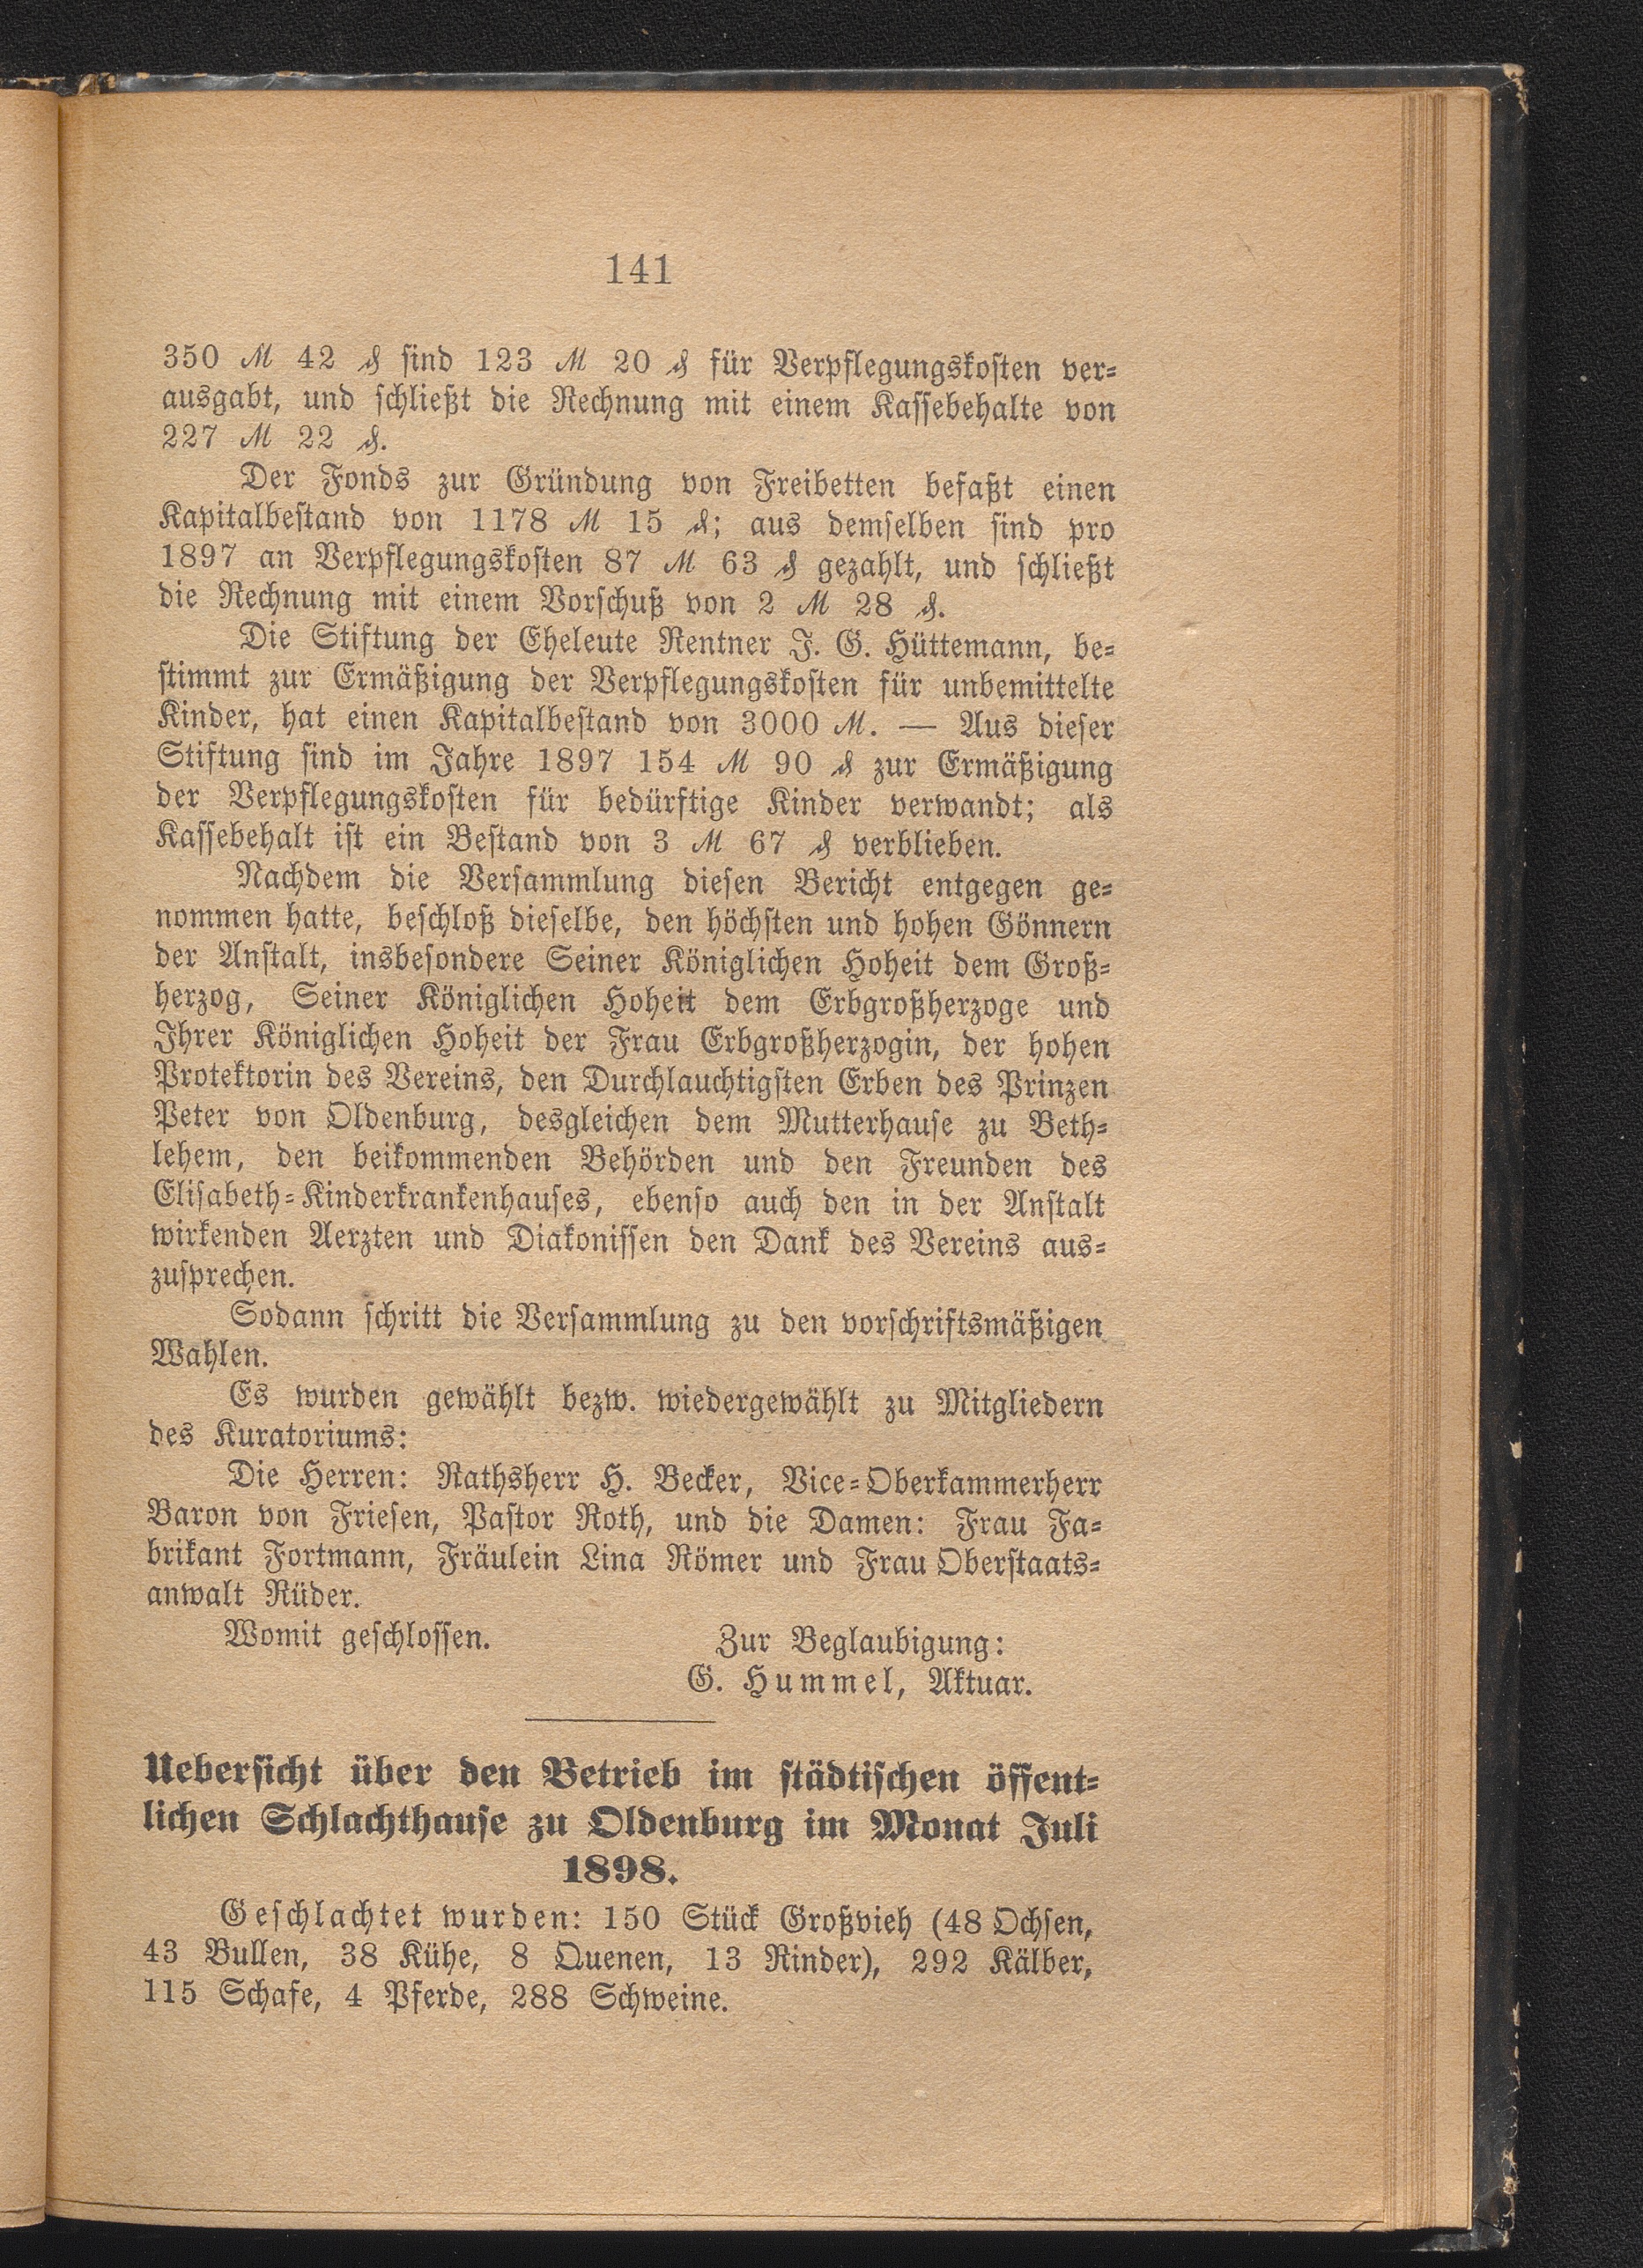 141
350 ℳ 42 ₰ sind 123 ℳ 20 ₰ für Verpflegungskosten ver=
ausgabt, und schließt die Rechnung mit einem Kassebehalte von
227 ℳ 22 ₰.
Der Fonds zur Gründung von Freibetten befaßt einen
Kapitalbestand von 1178 ℳ 15 ₰; aus demselben sind pro
1897 an Verpflegungskosten 87 ℳ 63 ₰ gezahlt, und schließt
die Rechnung mit einem Vorschuß von 2 ℳ 28 ₰.
Die Stiftung der Eheleute Rentner J. G. Hüttemann, be=
stimmt zur Ermäßigung der Verpflegungskosten für unbemittelte
Kinder, hat einen Kapitalbestand von 3000 ℳ. — Aus dieser
Stiftung sind im Jahre 1897 154 ℳ 90 ₰ zur Ermäßigung
der Verpflegungskosten für bedürftige Kinder verwandt; als
Kassebehalt ist ein Bestand von 3 ℳ 67 ₰ verblieben.
Nachdem die Versammlung diesen Bericht entgegen ge=
nommen hatte, beschloß dieselbe, den höchsten und hohen Gönnern
der Anstalt, insbesondere Seiner Königlichen Hoheit dem Groß=
herzog, Seiner Königlichen Hoheit dem Erbgroßherzoge und
Ihrer Königlichen Hoheit der Frau Erbgroßherzogin, der hohen
Protektorin des Vereins, den Durchlauchtigsten Erben des Prinzen
Peter von Oldenburg, desgleichen dem Mutterhause zu Beth=
lehem, den beikommenden Behörden und den Freunden des
Elisabeth=Kinderkrankenhauses, ebenso auch den in der Anstalt
wirkenden Aerzten und Diakonissen den Dank des Vereins aus=
zusprechen.
Sodann schritt die Versammlung zu den vorschriftsmäßigen
Wahlen.
Es wurden gewählt bezw. wiedergewählt zu Mitgliedern
des Kuratoriums:
Die Herren: Rathsherr H. Becker, Vice=Oberkammerherr
Baron von Friesen, Pastor Roth, und die Damen: Frau Fa=
brikant Fortmann, Fräulein Lina Römer und Frau Oberstaats=
anwalt Rüder.
Womit geschlossen. Zur Beglaubigung:
G. Hummel, Aktuar.
Uebersicht über den Betrieb im städtischen öffent=
lichen Schlachthause zu Oldenburg im Monat Juli
1898.
Geschlachtet wurden: 150 Stück Großvieh (48 Ochsen,
43 Bullen, 38 Kühe, 8 Quenen, 13 Rinder), 292 Kälber,
115 Schafe, 4 Pferde, 288 Schweine.